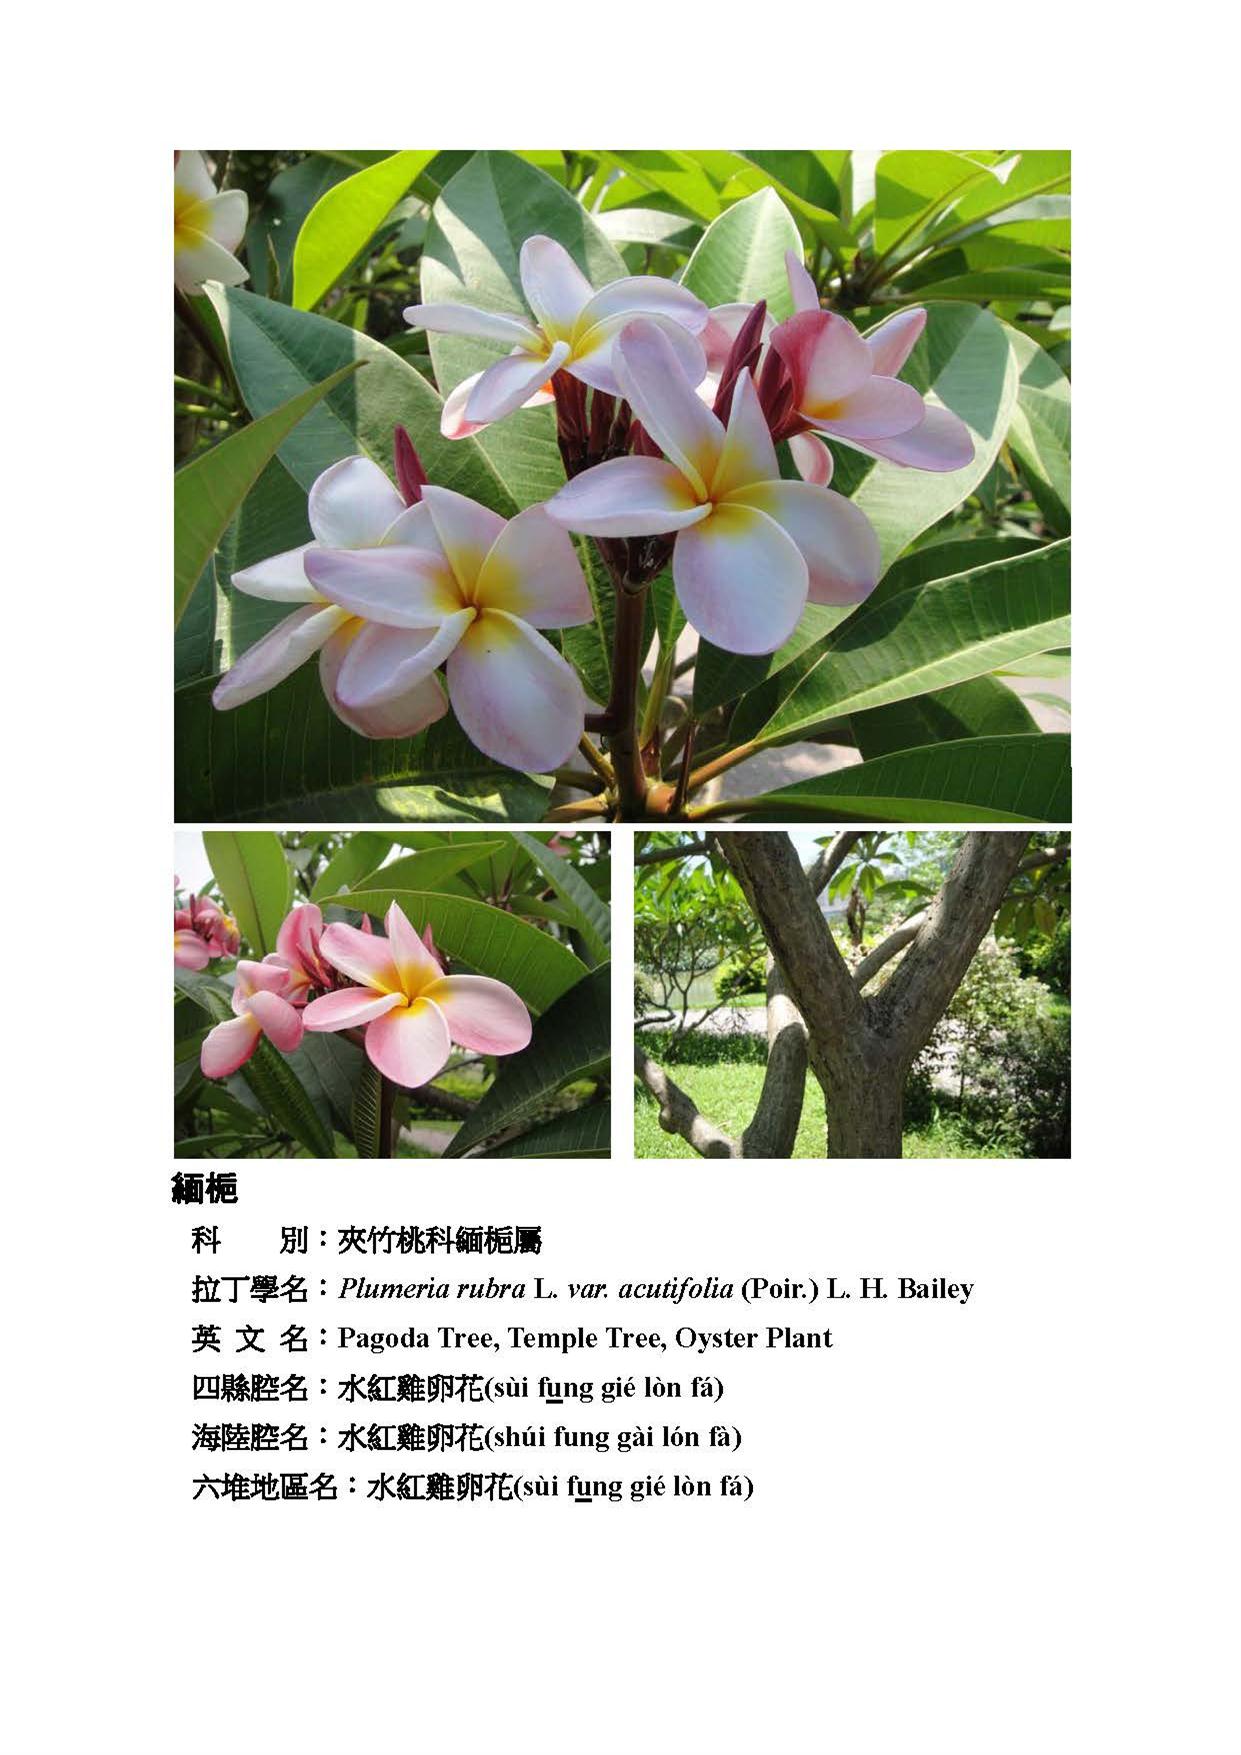 緬梔
科　　別：夾竹桃科緬梔屬
拉丁學名：Plumeria rubra L. var. acutifolia (Poir.) L. H. Bailey
英 文 名：Pagoda Tree, Temple Tree, Oyster Plant
四縣腔名：水紅雞卵花(sùi fung gié lòn fá)
海陸腔名：水紅雞卵花(shúi fung gài lón fà)
六堆地區名：水紅雞卵花(sùi fung gié lòn fá)